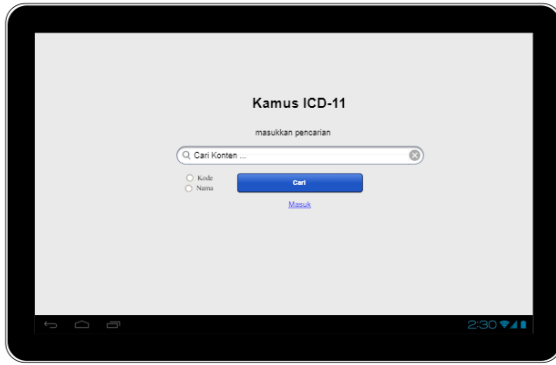 Kamus ICD-11
masukkan pencarian
Cari Konten ...
Kode
Nama
Cari
Masuk
2:30